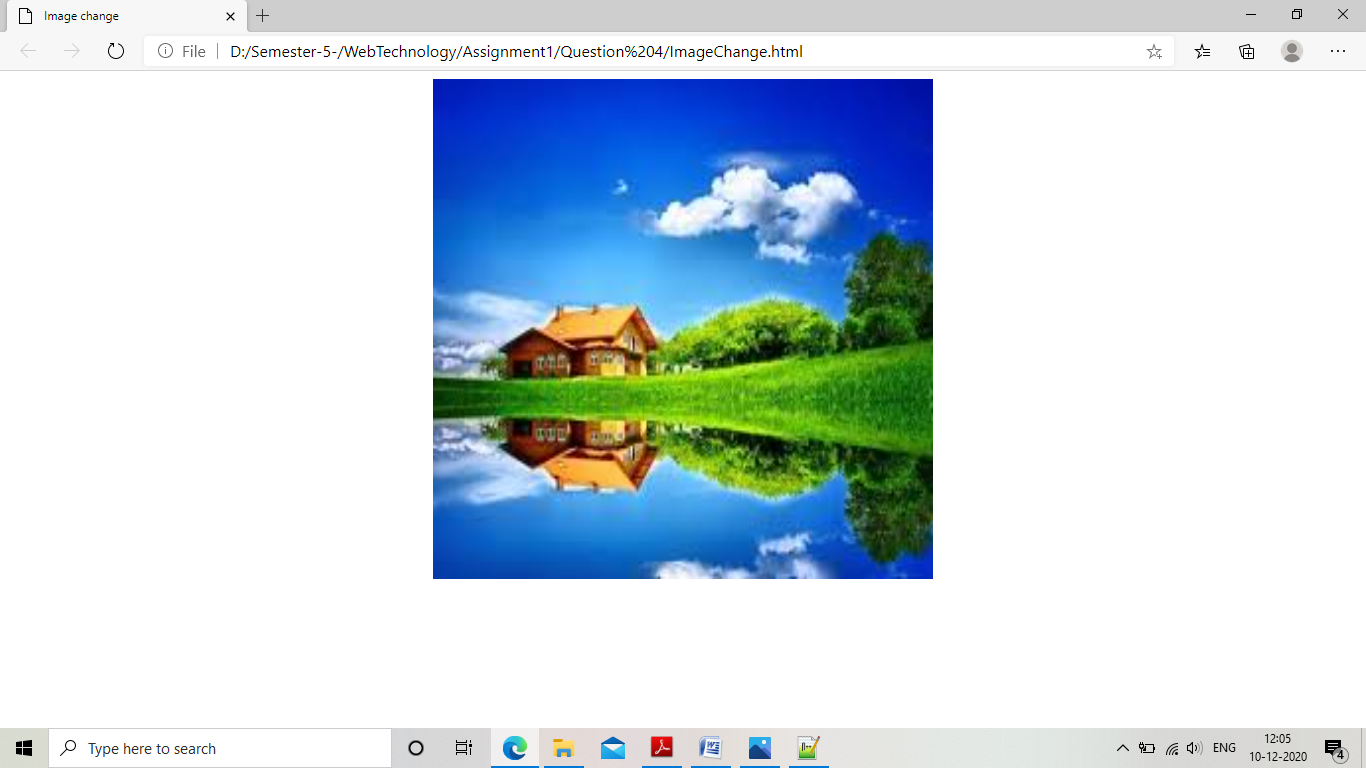 Image change
File
D:/Semester-5-/WebTechnology/Assignment1/Question%204/ImageChange.html
Type here to search
ENG
12:05
10-12-2020
4